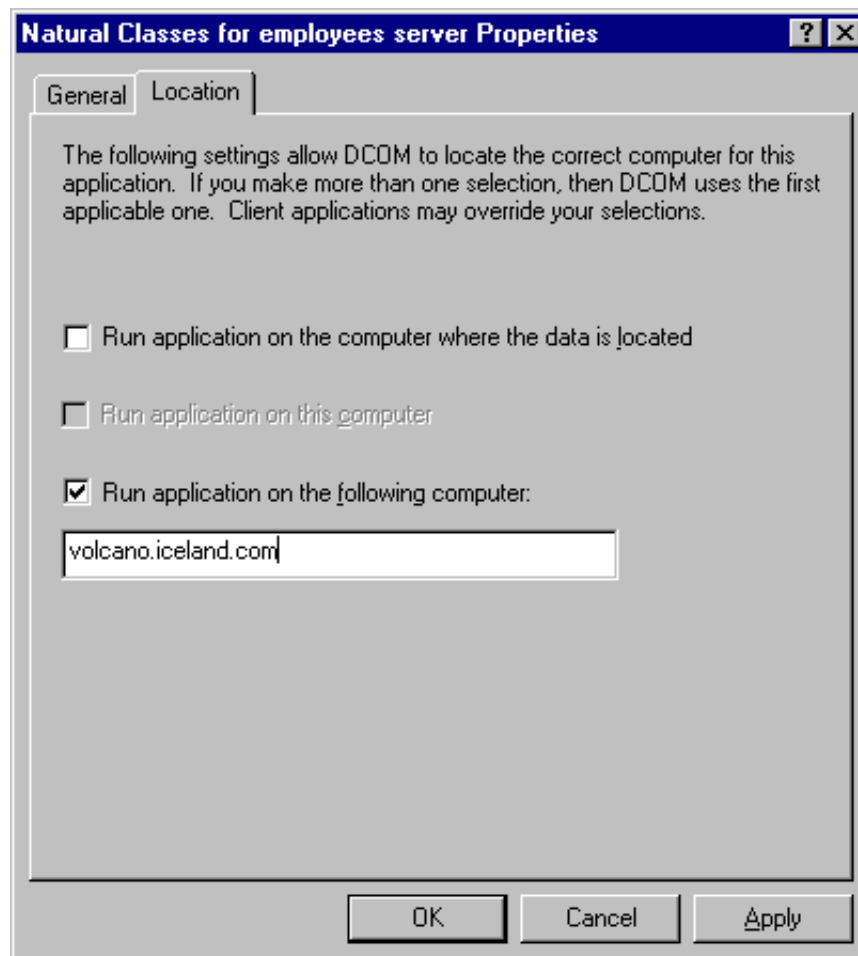 Natural Classes for employees server Properties
General Location
The following settings allow DCOM to locate the correct computer for this
application. If you make more than one selection, then DCOM uses the first
applicable one. Client applications may override your selections.
Run application on the computer where the data is located
Run application on this computer
Run application on the following computer:
volcano.iceland.com
OK Cancel Apply